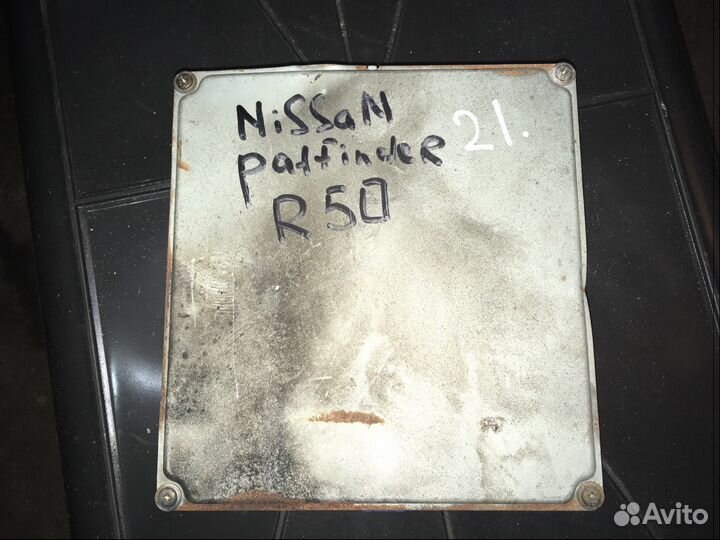 NiSSaN
patfindeR 21.
R50
Avito